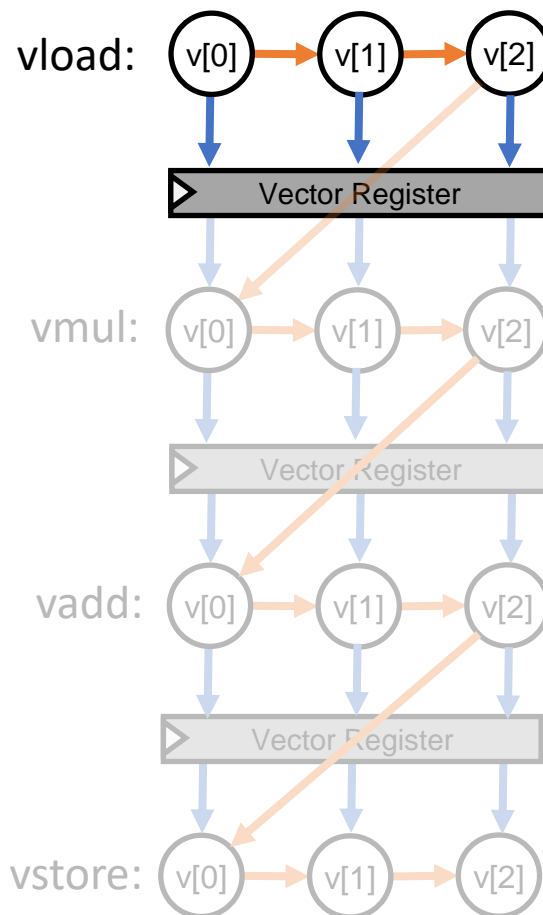 vload: v[0] v[1] v[2]
Vector Register
vmul: v[0] v[1] v[2]
Vector Register
vadd: v[0] v[1] v[2]
Vector Register
vstore: v[0] v[1] v[2]